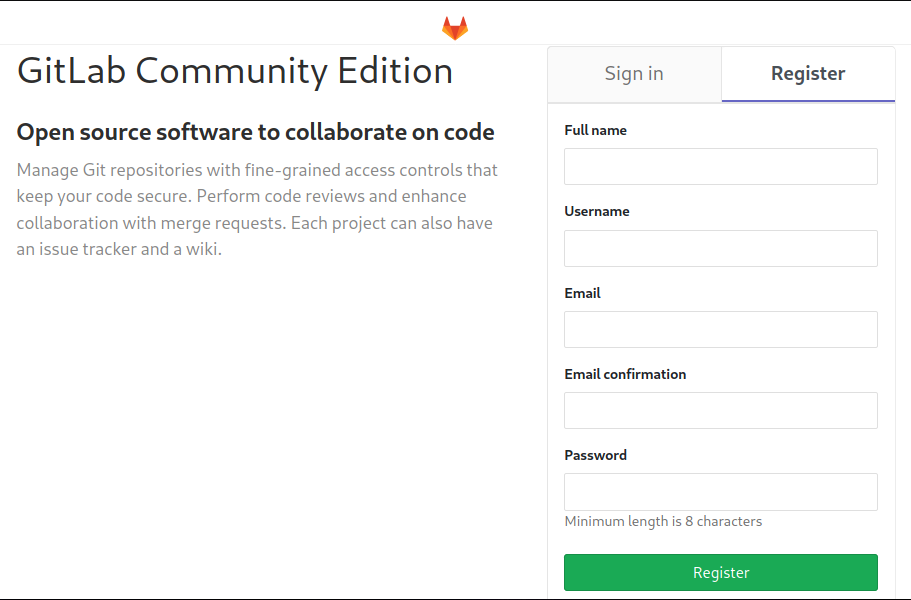 GitLab Community Edition
Open source software to collaborate on code
Manage Git repositories with fine-grained access controls that
keep your code secure. Perform code reviews and enhance
collaboration with merge requests. Each project can also have
an issue tracker and a wiki.
Sign in
Register
Full name
Username
Email
Email confirmation
Password
Minimum length is 8 characters
Register